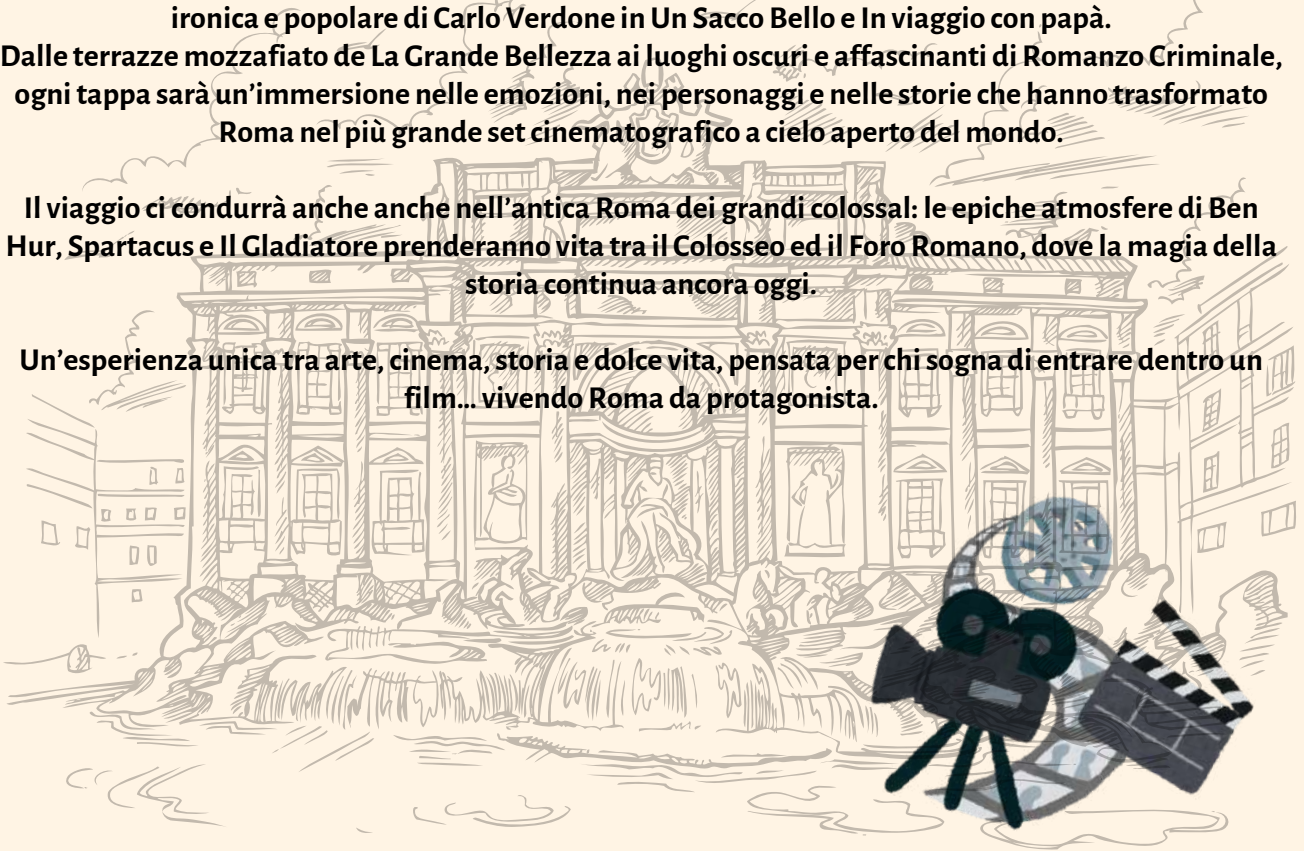 ironica e popolare di Carlo Verdone in Un Sacco Bello e In viaggio con papà.
Dalle terrazze mozzafiato de La Grande Bellezza ai luoghi oscuri e affascinanti di Romanzo Criminale,
ogni tappa sarà un’immersione nelle emozioni, nei personaggi e nelle storie che hanno trasformato
Roma nel più grande set cinematografico a cielo aperto del mondo.
Il viaggio ci condurrà anche anche nell’antica Roma dei grandi colossal: le epiche atmosfere di Ben
Hur, Spartacus e Il Gladiatore prenderanno vita tra il Colosseo ed il Foro Romano, dove la magia della
storia continua ancora oggi.
Un’esperienza unica tra arte, cinema, storia e dolce vita, pensata per chi sogna di entrare dentro un
film… vivendo Roma da protagonista.